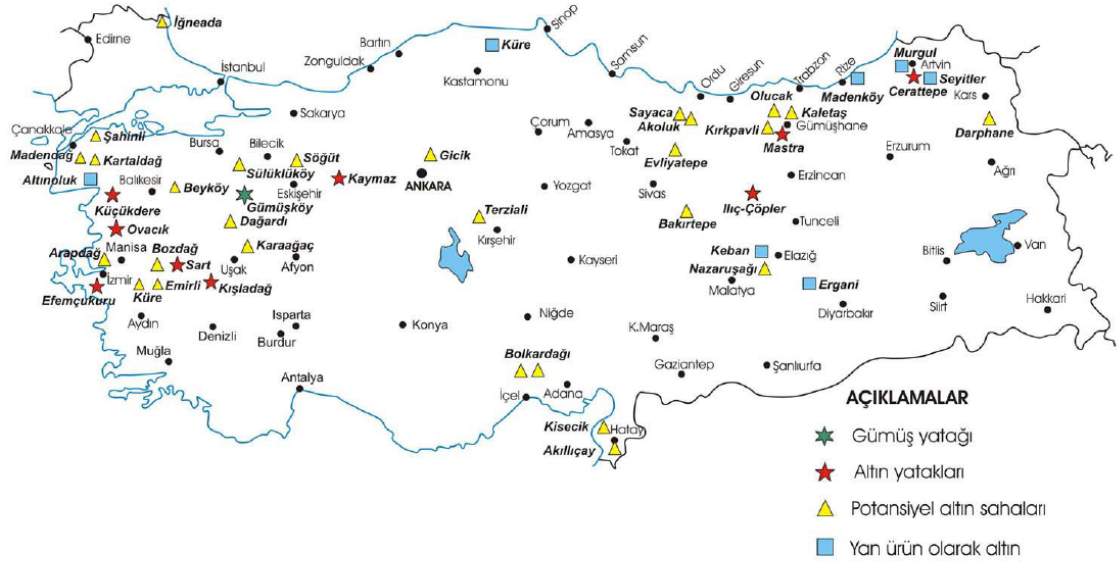 İğneada
Edirne
İstanbul
Zonguldak
Bartın
Küre
Kastamonu
Sinop
Samsun
Ordu
Giresun
Trabzon
Rize
Murgul
Artvin
Seyitler
Cerattepe
Kars
Sakarya
Çanakkale
Şahinli
Madendağ
Kartaldağ
Altınoluk
Balıkesir
Bursa
Bilecik
Söğüt
Sülüklüköy
Eskişehir
Kaymaz
Gicik
ANKARA
Çorum
Amasya
Tokat
Sayaca
Akoluk
Olucak
Kaletaş
Madenköy
Kırkpavli
Gümüşhane
Mastra
Darphane
Erzurum
Ağrı
Evliyatepe
Beyköy
Gümüşköy
Küçükdere
Ovacık
Dağardı
Terziali
Kırşehir
Yozgat
Sivas
Erzincan
Iliç-Çöpler
Bakırtepe
Tunceli
Arapdağ
Manisa
Bozdağ
Sart
Karaağaç
Uşak
Afyon
Kayseri
Keban
Elazığ
Nazaruşağı
Malatya
Ergani
Diyarbakır
Bitlis
Van
Siirt
Hakkari
İzmir
Efemçukuru
Küre
Emirli
Kışladağ
Aydın
Denizli
Isparta
Burdur
Konya
Niğde
K.Maraş
Muğla
Antalya
Bolkardağı
İçel
Adana
Gaziantep
Şanlıurfa
Kisecik
Hatay
Akıllıçay
AÇIKLAMALAR
Gümüş yatağı
Altın yatakları
Potansiyel altın sahaları
Yan ürün olarak altın